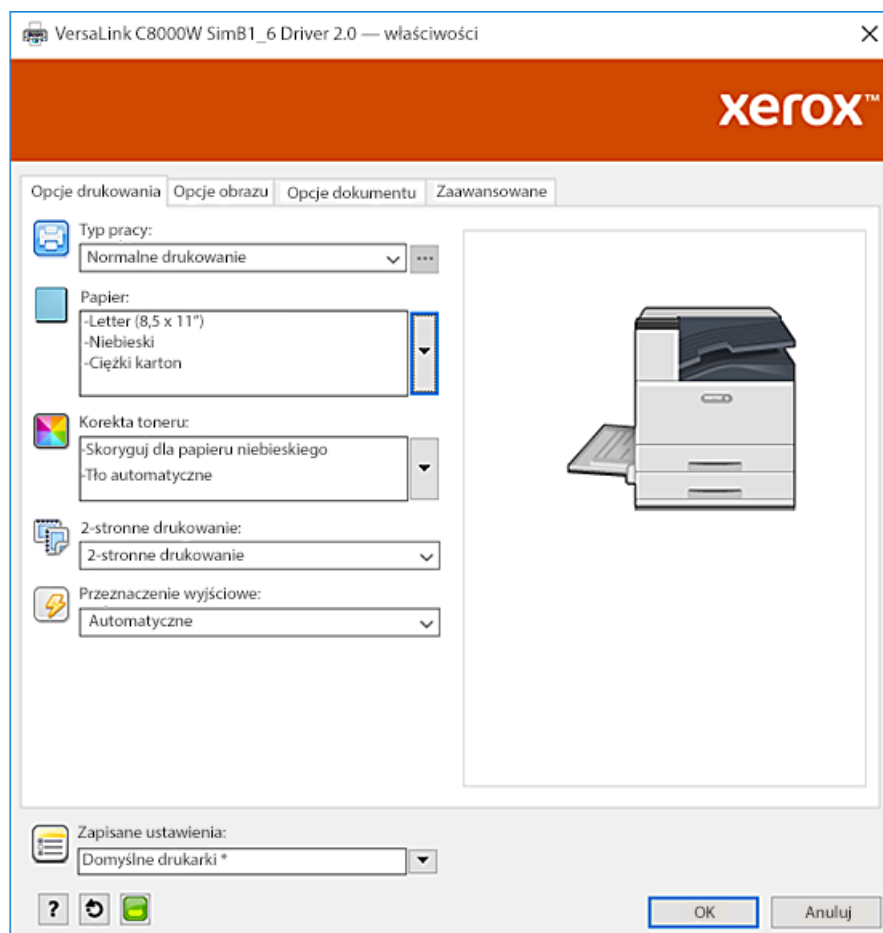 VersaLink C8000W SimB1_6 Driver 2.0 — właściwości
xerox™
Opcje drukowania Opcje obrazu Opcje dokumentu Zaawansowane
Typ pracy:
Normalne drukowanie
Papier:
-Letter (8,5 x 11")
-Niebieski
-Ciężki karton
Korekta toneru:
-Skoryguj dla papieru niebieskiego
-Tło automatyczne
2-stronne drukowanie:
2-stronne drukowanie
Przeznaczenie wyjściowe:
Automatyczne
Zapisane ustawienia:
Domyślne drukarki *
? OK Anuluj